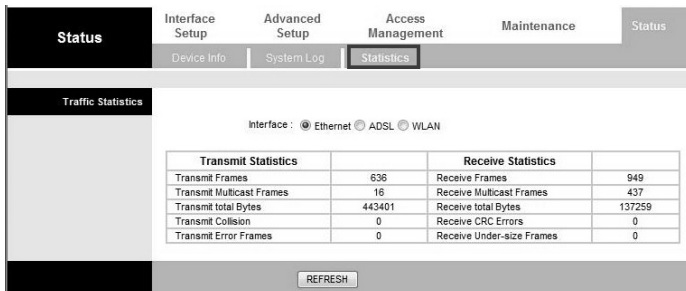 Status
Interface Setup
Advanced Setup
Access Management
Maintenance
Status
Device Info
System Log
Statistics
Traffic Statistics
Interface : Ethernet ADSL WLAN
Transmit Statistics Receive Statistics
Transmit Frames 636 Receive Frames 949
Transmit Multicast Frames 16 Receive Multicast Frames 437
Transmit total Bytes 443401 Receive total Bytes 137259
Transmit Collision 0 Receive CRC Errors 0
Transmit Error Frames 0 Receive Under-size Frames 0
REFRESH